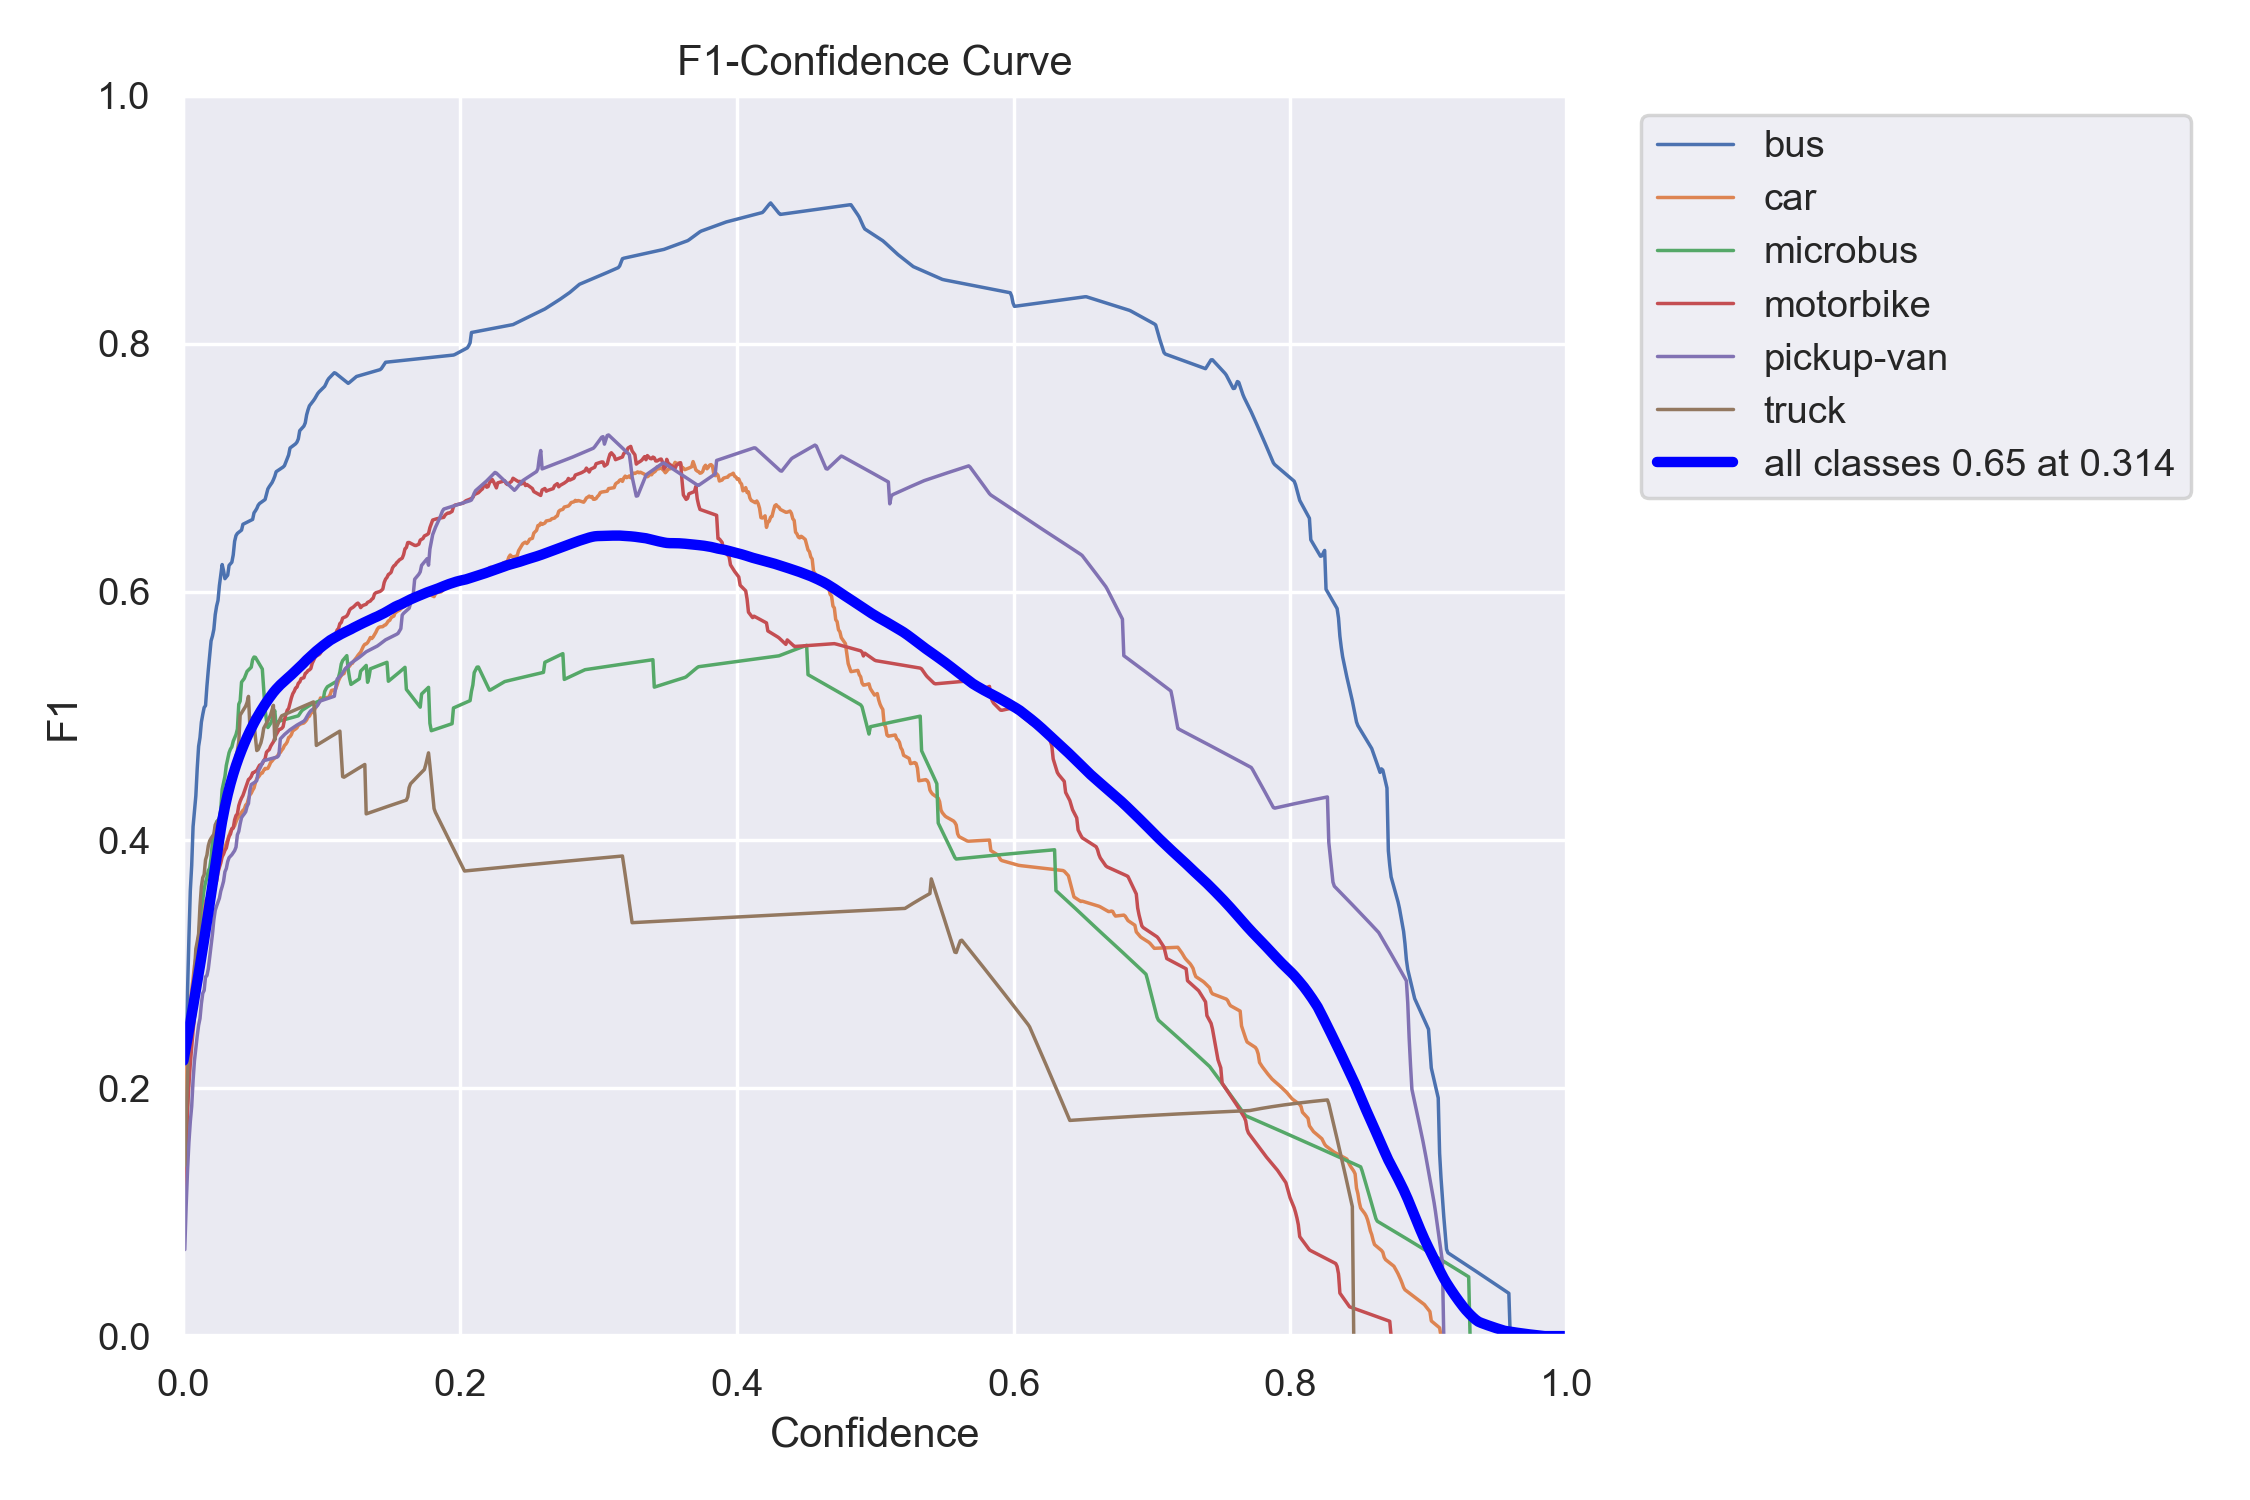 F1-Confidence Curve
1.0
0.8
0.6
0.4
0.2
0.0
F1
0.0 0.2 0.4 0.6 0.8 1.0
Confidence
bus
car
microbus
motorbike
pickup-van
truck
all classes 0.65 at 0.314